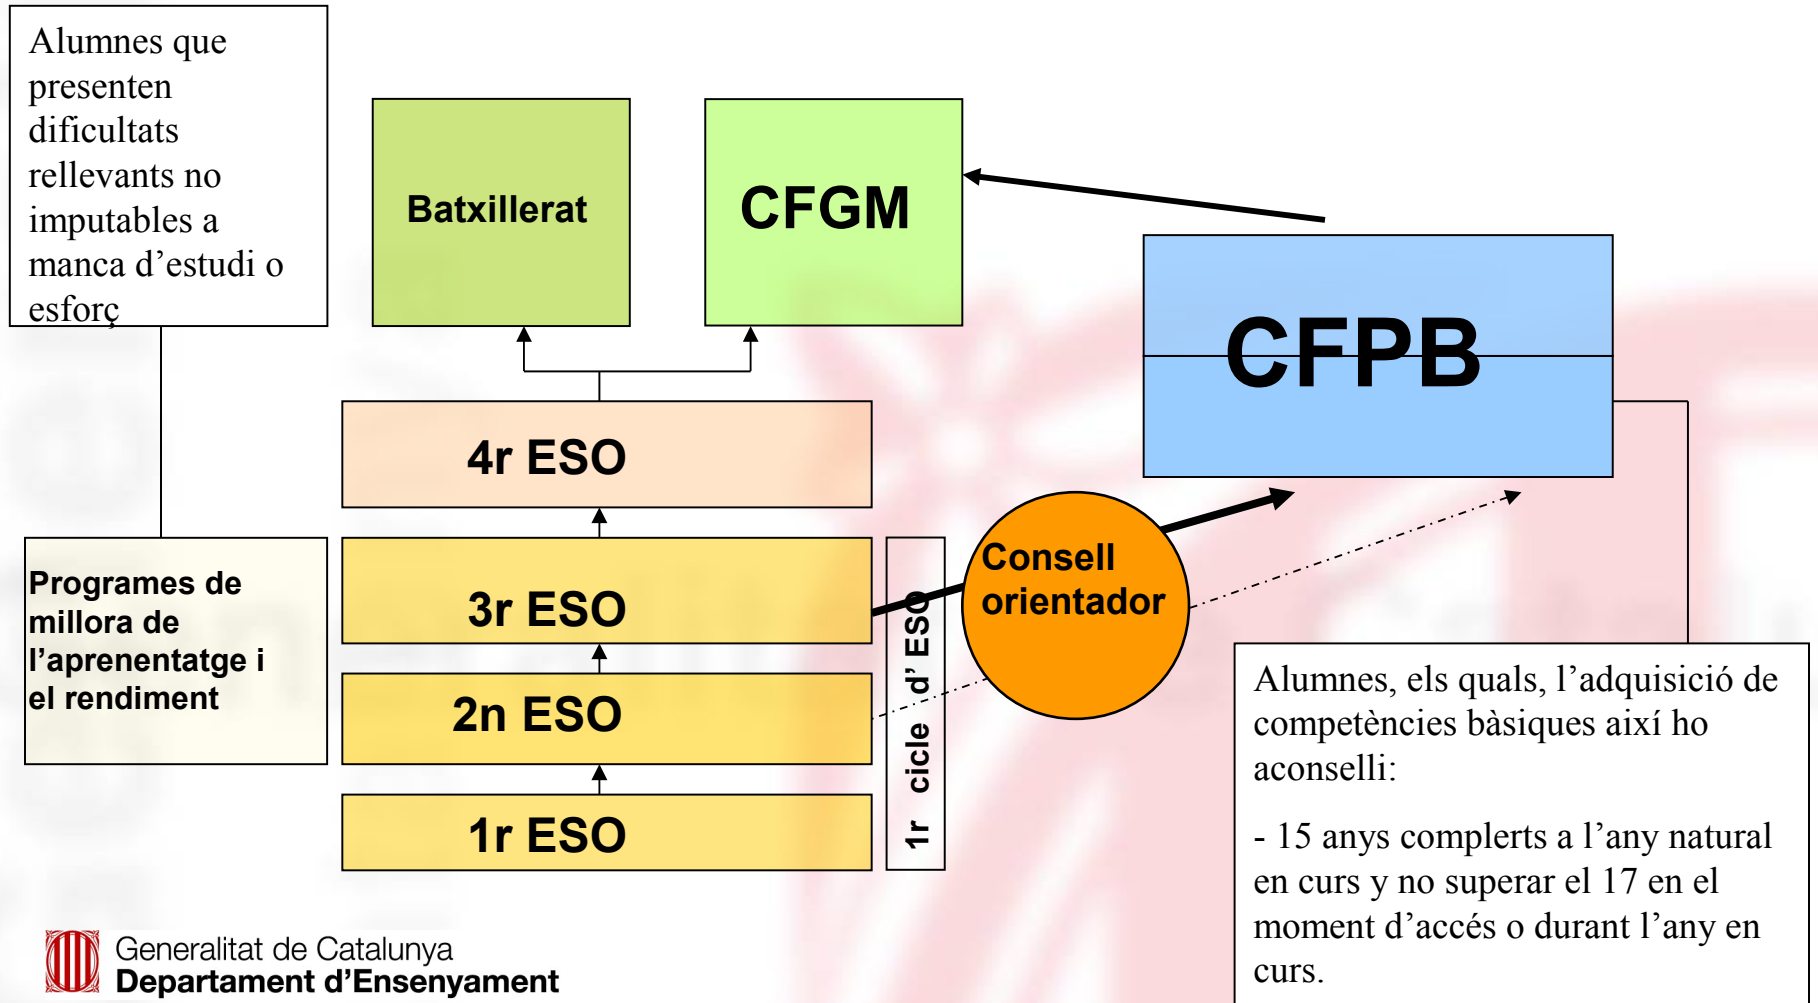 Alumnes que
presenten
dificultats
rellevants no
imputables a
manca d’estudi o
esforç
Batxillerat
CFGM
CFPB
4r ESO
Programes de
millora de
l’aprenentatge i
el rendiment
3r ESO
2n ESO
1r ESO
1r cicle d’ ESO
Consell
orientador
Alumnes, els quals, l’adquisició de
competències bàsiques així ho
aconselli:
- 15 anys complerts a l’any natural
en curs y no superar el 17 en el
moment d’accés o durant l’any en
curs.
Generalitat de Catalunya
Departament d’Ensenyament